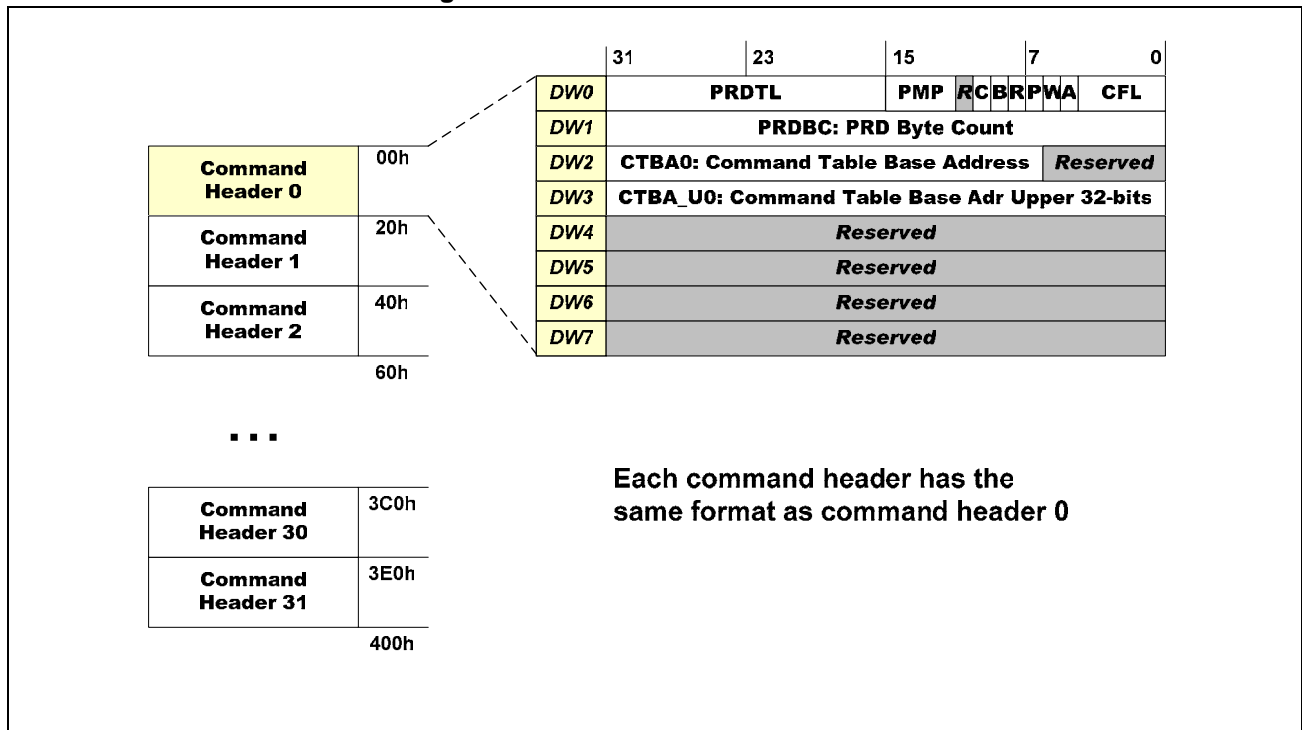 31 23 15 7 0
DW0 PRDTL PMP R C B R P W A CFL
DW1 PRDBC: PRD Byte Count
DW2 CTBA0: Command Table Base Address Reserved
DW3 CTBA_U0: Command Table Base Adr Upper 32-bits
DW4 Reserved
DW5 Reserved
DW6 Reserved
DW7 Reserved
Command
Header 0
00h
Command
Header 1
20h
Command
Header 2
40h
60h
...
Command
Header 30
3C0h
Command
Header 31
3E0h
400h
Each command header has the
same format as command header 0